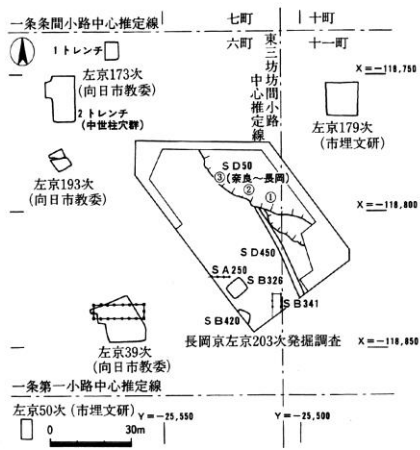 一条条間小路中心推定線
七町
十町
六町
十一町
東三坊坊間小路
中心推定線
1トレンチ
左京173次
(向日市教委)
2トレンチ
(中世柱穴群)
X=-118,750
左京179次
(市埋文研)
左京193次
(向日市教委)
SD50
(奈良~長岡)
③
②
①
X=-118,800
SD450
SA250
SB326
SB341
SB420
長岡京左京203次発掘調査
X=-118,850
左京39次
(向日市教委)
一条第一小路中心推定線
左京50次(市埋文研)
Y=-25,550
Y=-25,500
0
30m